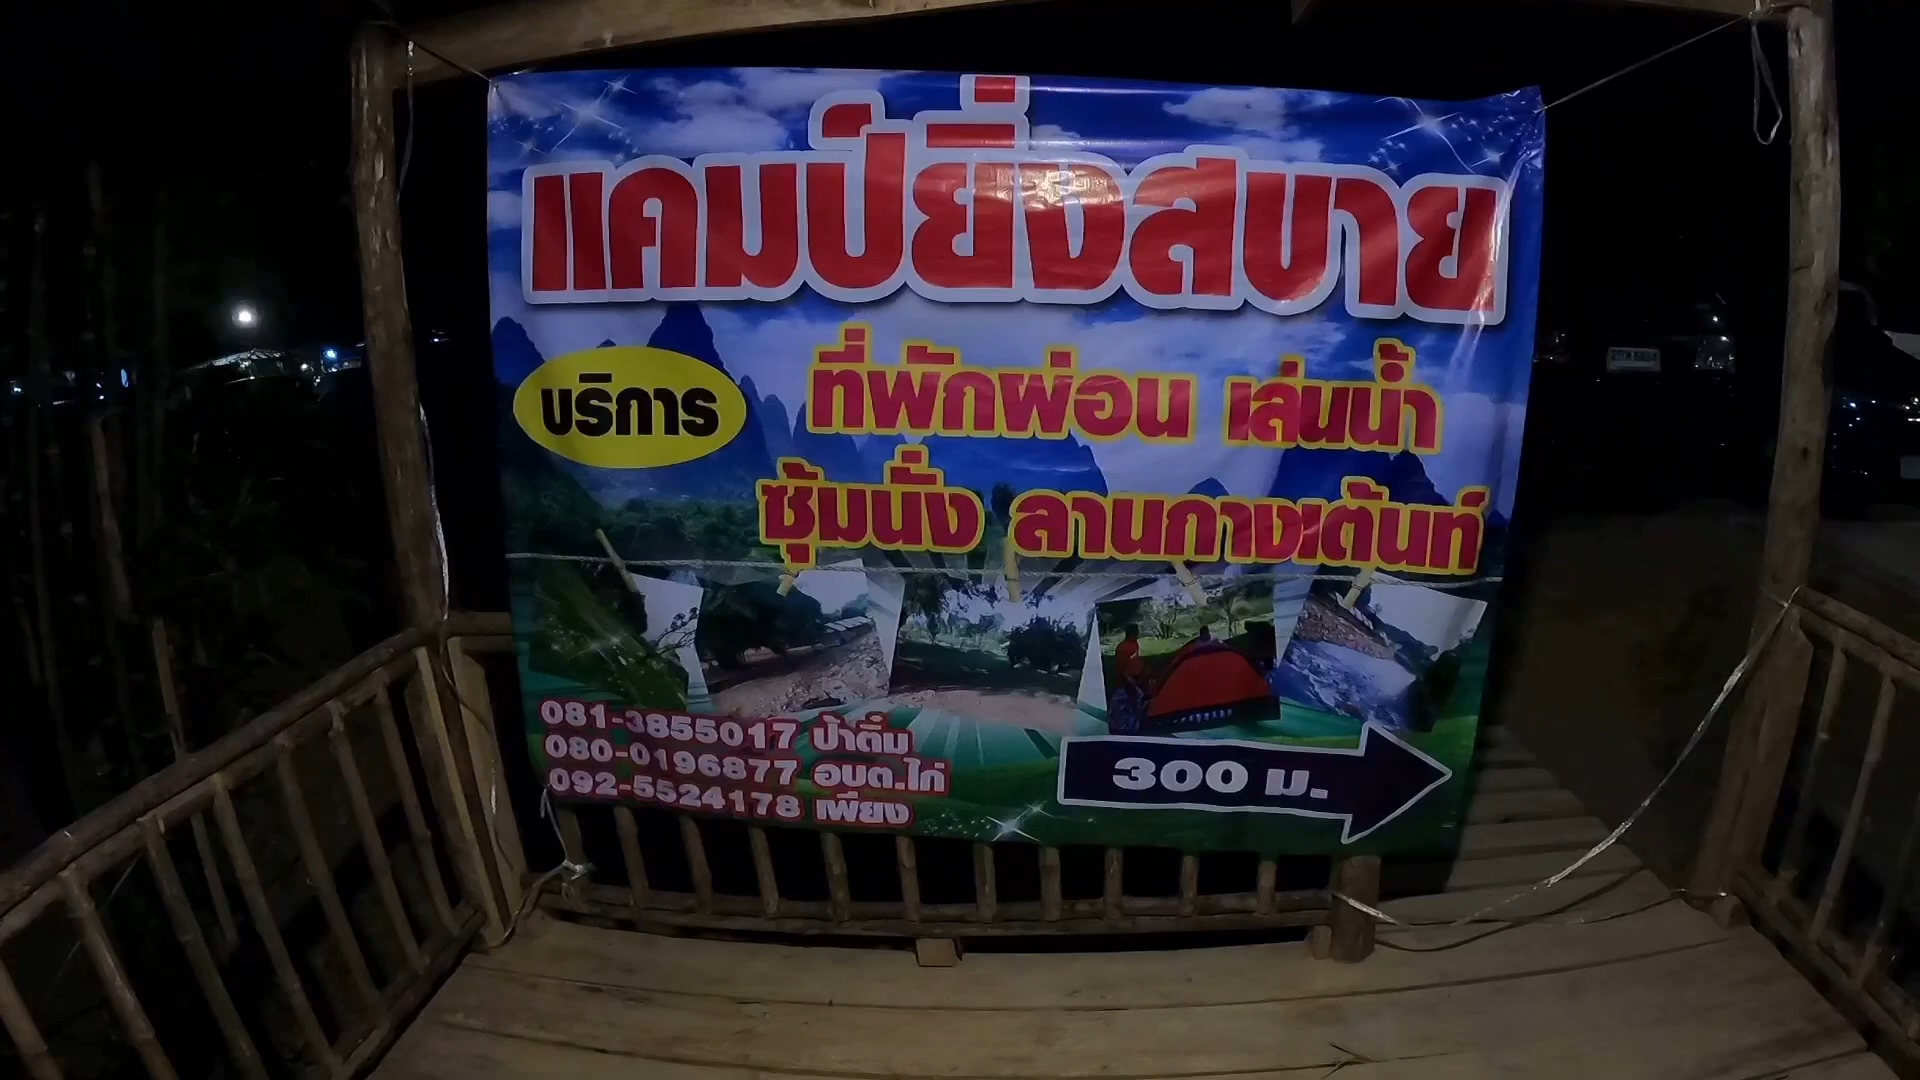 แคมป์ยิ่งสบาย
บริการ
ที่พักผ่อน เล่นน้ำ
ซุ้มนั่ง ลานกางเต้นท์
081-3855017 ป้าติ๋ม
080-0196877 อบต.ไก่
092-5524178 เพียง
300 ม.